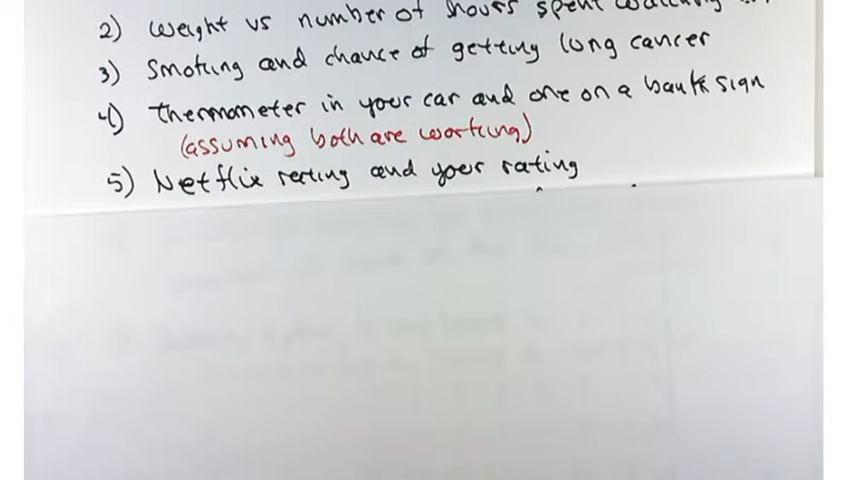 2) Weight vs number of hours spent
3) Smoking and chance of getting long cancer
4) Thermometer in your car and one on a bank sign
(assuming both are working)
5) Netflix rating and your rating